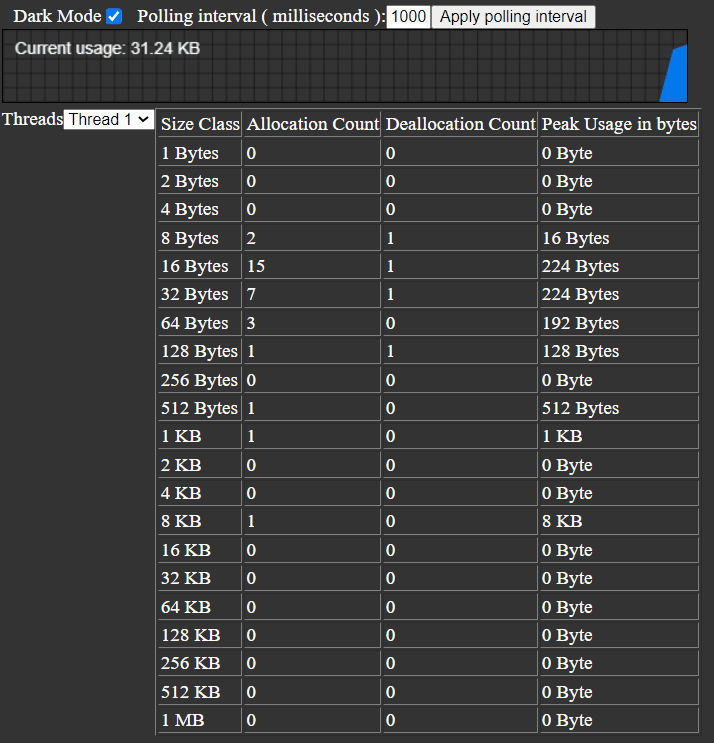 Dark Mode Polling interval ( milliseconds ): 1000 Apply polling interval
Current usage: 31.24 KB
Threads Thread 1 Size Class Allocation Count Deallocation Count Peak Usage in bytes
1 Bytes 0 0 0 Byte
2 Bytes 0 0 0 Byte
4 Bytes 0 0 0 Byte
8 Bytes 2 1 16 Bytes
16 Bytes 15 1 224 Bytes
32 Bytes 7 1 224 Bytes
64 Bytes 3 0 192 Bytes
128 Bytes 1 1 128 Bytes
256 Bytes 0 0 0 Byte
512 Bytes 1 0 512 Bytes
1 KB 1 0 1 KB
2 KB 0 0 0 Byte
4 KB 0 0 0 Byte
8 KB 1 0 8 KB
16 KB 0 0 0 Byte
32 KB 0 0 0 Byte
64 KB 0 0 0 Byte
128 KB 0 0 0 Byte
256 KB 0 0 0 Byte
512 KB 0 0 0 Byte
1 MB 0 0 0 Byte